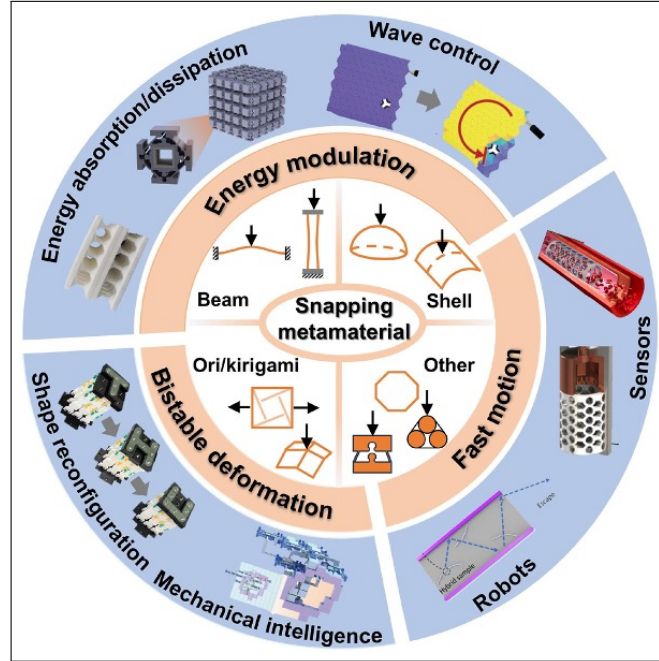 Energy absorption/dissipation
Wave control
Energy modulation
Beam
Shell
Snapping
metamaterial
Ori/kirigami
Other
Bistable deformation
Fast motion
Sensors
Shape reconfiguration
Mechanical intelligence
Robots
Escape
Hybrid sample